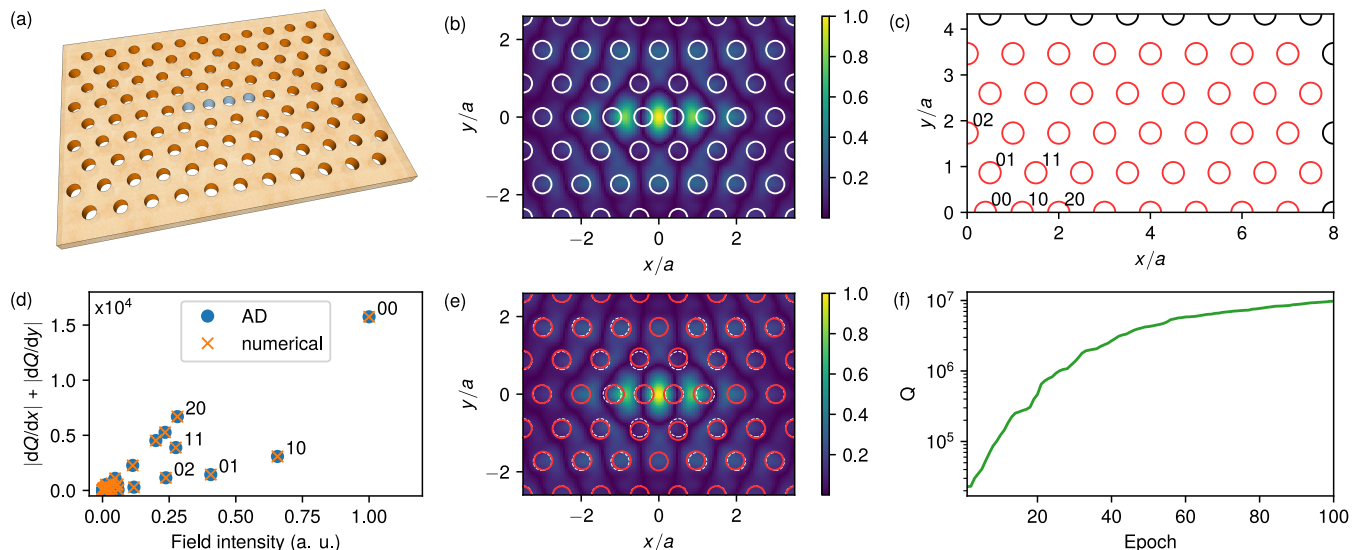 (a)
(b)
1.0
0.8
0.6
0.4
0.2
2
0
−2
y/a
−2 0 2
x/a
(c)
4
3
2
1
0
y/a
02
01 11
00 10 20
0 2 4 6 8
x/a
(d)
x10⁴
1.5
1.0
0.5
0.0
|dQ/dx| + |dQ/dy|
AD
numerical
00
20
11
10
02 01
0.00 0.25 0.50 0.75 1.00
Field intensity (a. u.)
(e)
1.0
0.8
0.6
0.4
0.2
2
0
−2
y/a
−2 0 2
x/a
(f)
10⁷
10⁶
10⁵
Q
20 40 60 80 100
Epoch